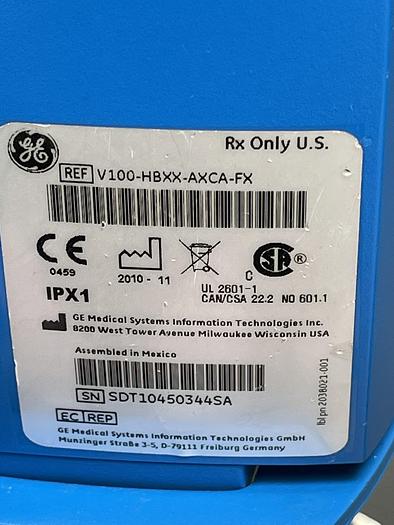 GE
Rx Only U.S.
REF V100-HBXX-AXCA-FX
CE
0459
2010 - 11
C SA ®
IPX1
UL 2601-1
CAN/CSA 22.2 NO 601.1
GE Medical Systems Information Technologies Inc.
8200 West Tower Avenue Milwaukee Wisconsin USA
Assembled in Mexico
SN SDT10450344SA
lbl pn 2038021-001
EC REP
GE Medical Systems Information Technologies GmbH
Munzinger Straße 3-5, D-79111 Freiburg Germany